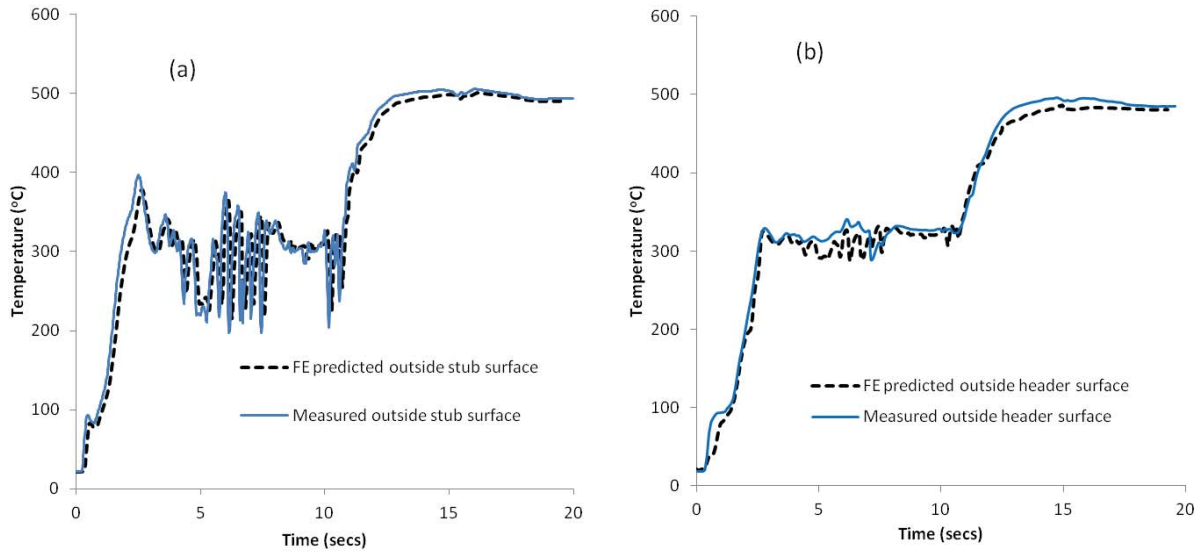 (a)
600
500
400
300
200
100
0
Temperature (ºC)
FE predicted outside stub surface
Measured outside stub surface
0 5 10 15 20
Time (secs)
(b)
600
500
400
300
200
100
0
Temperature (ºC)
FE predicted outside header surface
Measured outside header surface
0 5 10 15 20
Time (secs)